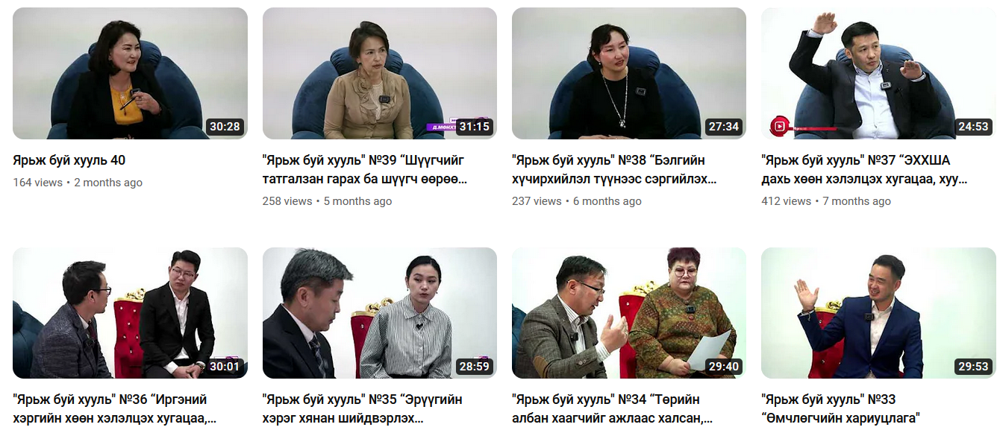 30:28
31:15
27:34
24:53
Ярьж буй хууль 40
164 views • 2 months ago
"Ярьж буй хууль" №39 “Шүүгчийг
татгалзан гарах ба шүүгч өөрөө...
258 views • 5 months ago
"Ярьж буй хууль" №38 “Бэлгийн
хүчирхийлэл түүнээс сэргийлэх...
237 views • 6 months ago
"Ярьж буй хууль" №37 “ЭХХША
дахь хөөн хэлэлцэх хугацаа, хуу...
412 views • 7 months ago
30:01
28:59
29:40
29:53
"Ярьж буй хууль" №36 “Иргэний
хэргийн хөөн хэлэлцэх хугацаа,...
"Ярьж буй хууль" №35 “Эрүүгийн
хэрэг хянан шийдвэрлэх...
"Ярьж буй хууль" №34 “Төрийн
албан хаагчийг ажлаас халсан,...
"Ярьж буй хууль" №33
“Өмчлөгчийн хариуцлага"